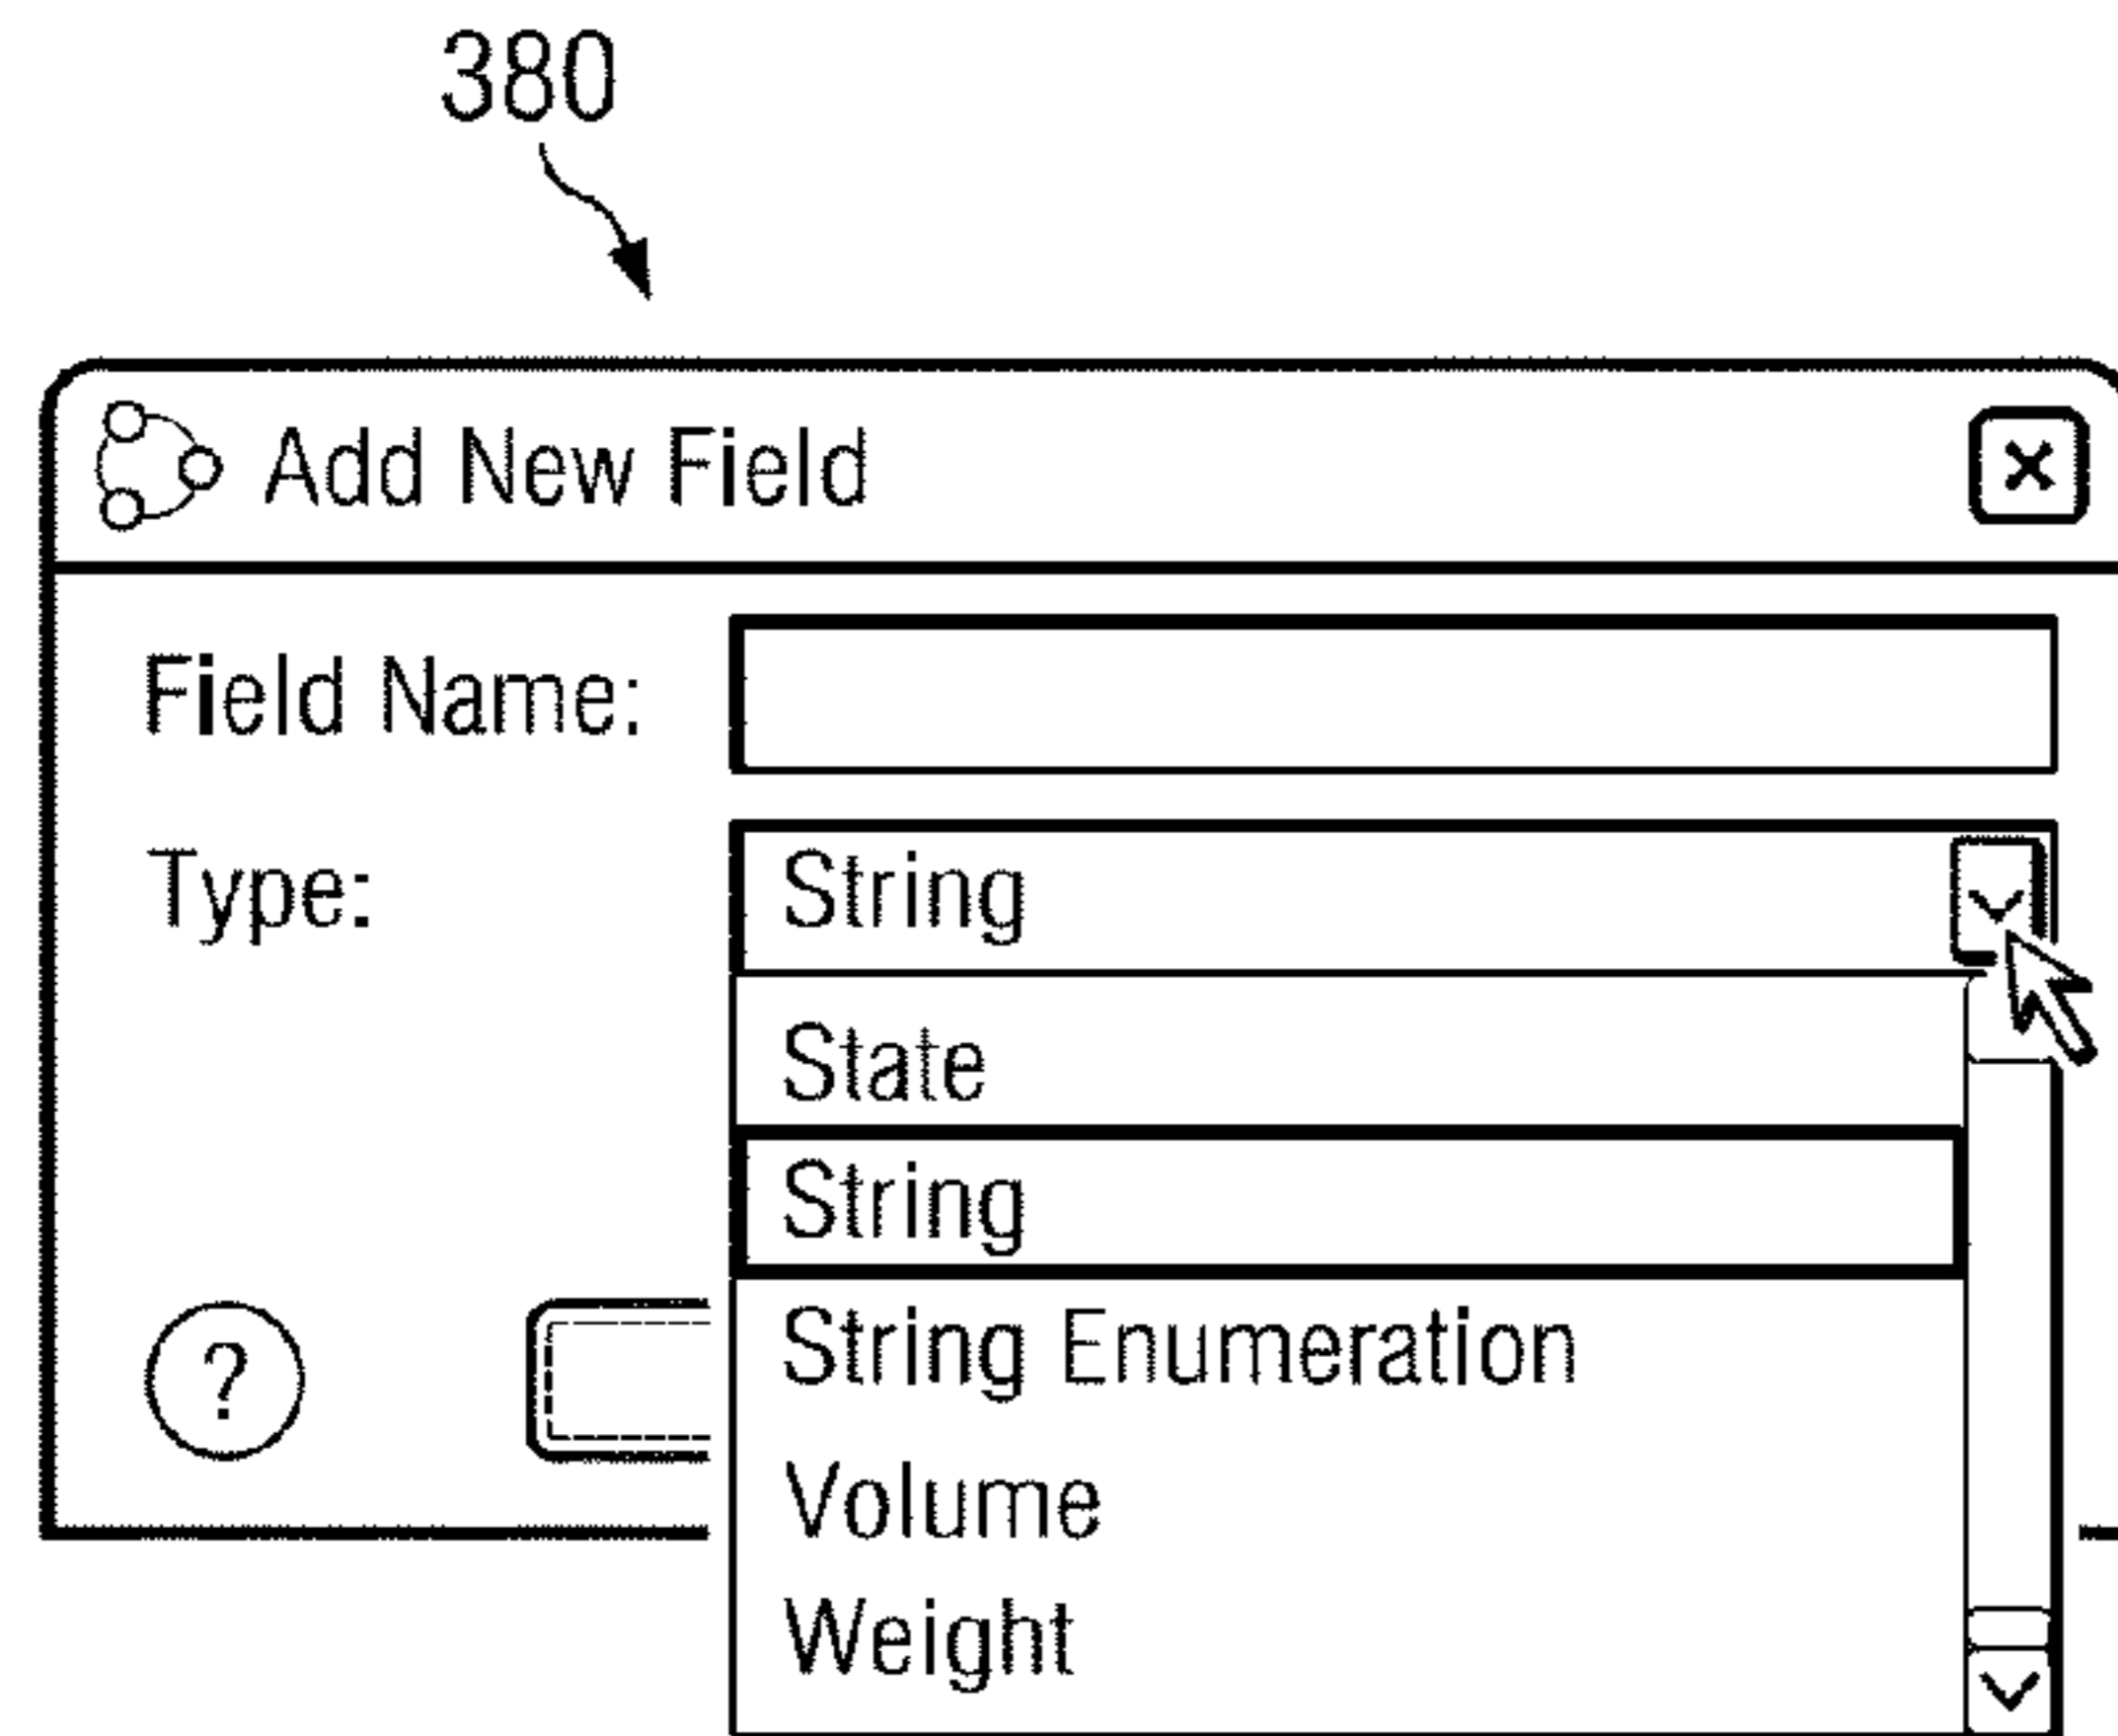 380
Add New Field
Field Name:
Type: String
State
String
String Enumeration
?
Volume
Weight